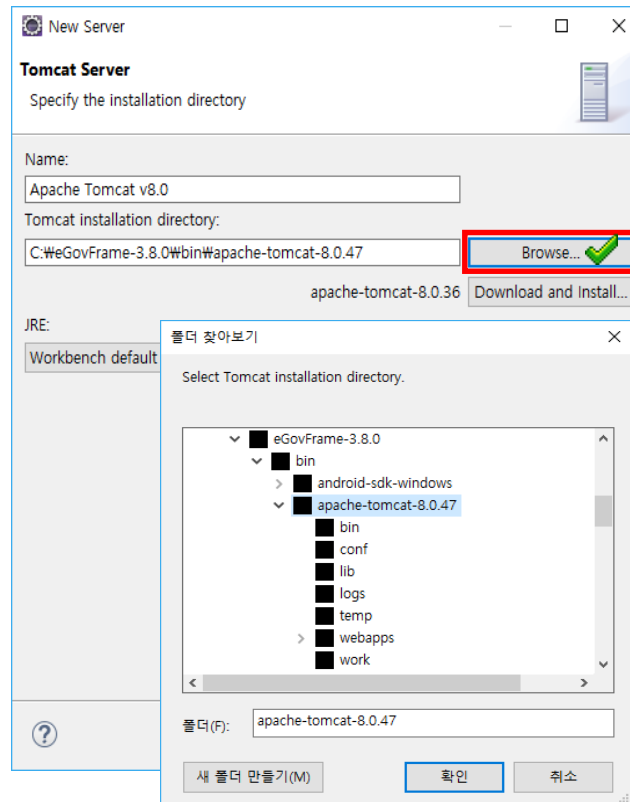 New Server
Tomcat Server
Specify the installation directory
Name:
Apache Tomcat v8.0
Tomcat installation directory:
C:₩eGovFrame-3.8.0₩bin₩apache-tomcat-8.0.47
Browse...
apache-tomcat-8.0.36
Download and Install...
JRE:
Workbench default
폴더 찾아보기
Select Tomcat installation directory.
eGovFrame-3.8.0
bin
android-sdk-windows
apache-tomcat-8.0.47
bin
conf
lib
logs
temp
webapps
work
폴더(F):
apache-tomcat-8.0.47
새 폴더 만들기(M)
확인
취소